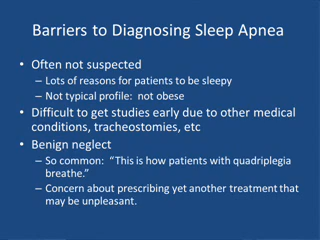 Barriers to Diagnosing Sleep Apnea
• Often not suspected
– Lots of reasons for patients to be sleepy
– Not typical profile:  not obese
• Difficult to get studies early due to other medical
conditions, tracheostomies, etc
• Benign neglect
– So common:  “This is how patients with quadriplegia
breathe.”
– Concern about prescribing yet another treatment that
may be unpleasant.